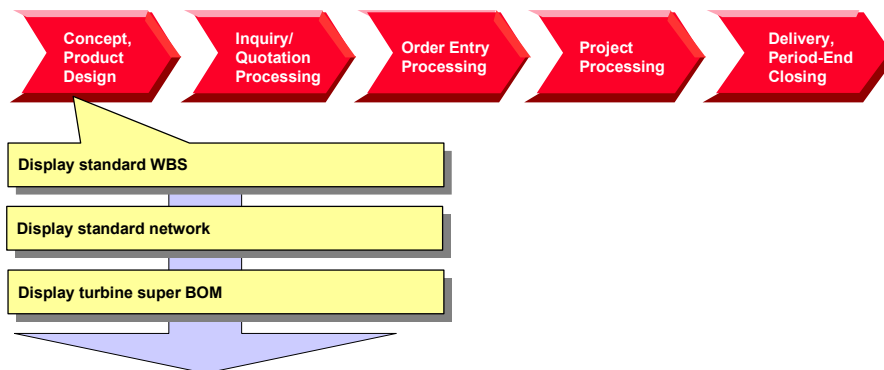 Concept,
Product
Design
Inquiry/
Quotation
Processing
Order Entry
Processing
Project
Processing
Delivery,
Period-End
Closing
Display standard WBS
Display standard network
Display turbine super BOM